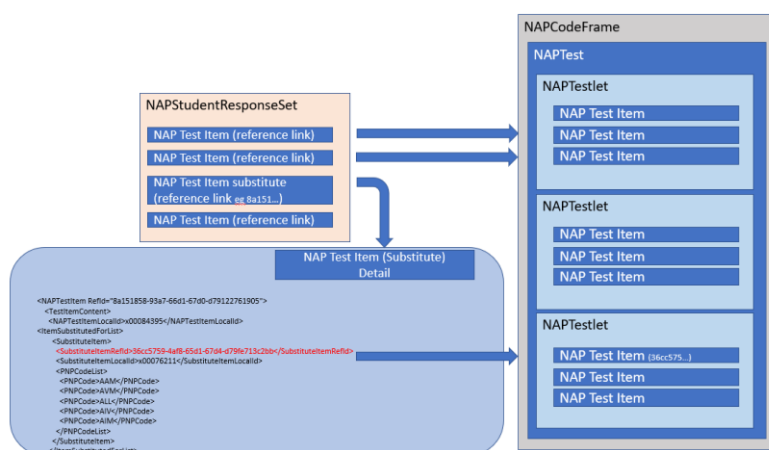 NAPCodeFrame
NAPTest
NAPTestlet
NAP Test Item
NAP Test Item
NAP Test Item
NAPTestlet
NAP Test Item
NAP Test Item
NAP Test Item
NAPTestlet
NAP Test Item (36cc575...)
NAP Test Item
NAP Test Item
NAPStudentResponseSet
NAP Test Item (reference link)
NAP Test Item (reference link)
NAP Test Item substitute
(reference link eg 8a151...)
NAP Test Item (reference link)
NAP Test Item (Substitute)
Detail
<NAPTestItem RefId="8a151858-93a7-66d1-67d0-d79122761905">
<TestItemContent>
<NAPTestItemLocalId>x00084395</NAPTestItemLocalId>
<ItemSubstitutedForList>
<SubstituteItem>
<SubstituteItemRefId>36cc5759-4af8-65d1-67d4-d79fe713c2bb</SubstituteItemRefId>
<SubstituteItemLocalId>x00076211</SubstituteItemLocalId>
<PNPCodeList>
<PNPCode>AAM</PNPCode>
<PNPCode>AVM</PNPCode>
<PNPCode>ALL</PNPCode>
<PNPCode>AIV</PNPCode>
<PNPCode>AIM</PNPCode>
</PNPCodeList>
</SubstituteItem>
</ItemSubstitutedForList>